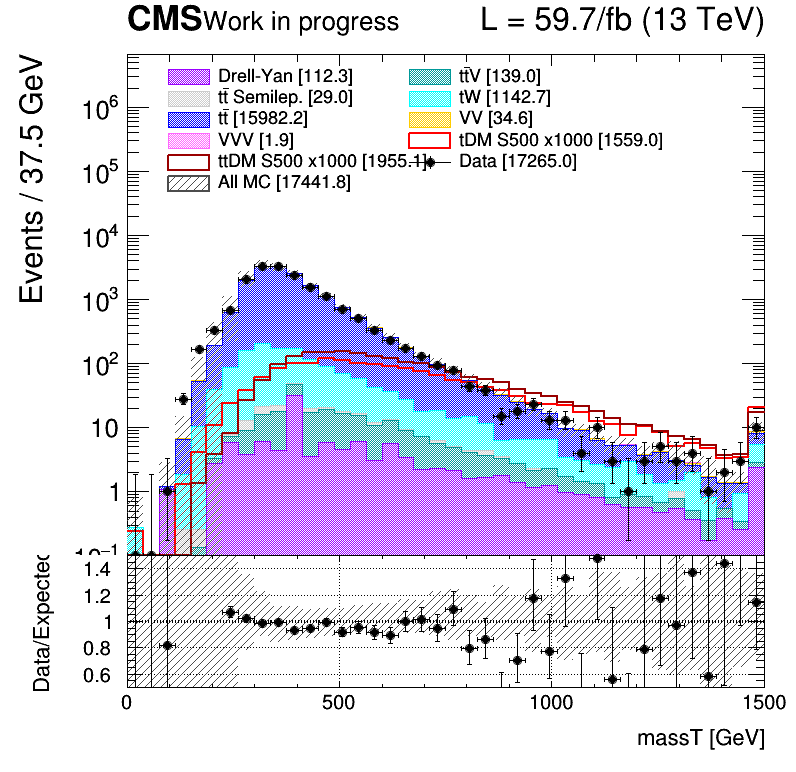 CMS Work in progress L = 59.7/fb (13 TeV)
Events / 37.5 GeV
10⁶
10⁵
10⁴
10³
10²
10
1
10⁻¹
Drell-Yan [112.3]
tt̄V [139.0]
tt̄ Semilep. [29.0]
tW [1142.7]
tt̄ [15982.2]
VV [34.6]
VVV [1.9]
tDM S500 x1000 [1559.0]
ttDM S500 x1000 [1955.1]
Data [17265.0]
All MC [17441.8]
Data/Expected
1.4
1.2
1
0.8
0.6
0 500 1000 1500
massT [GeV]